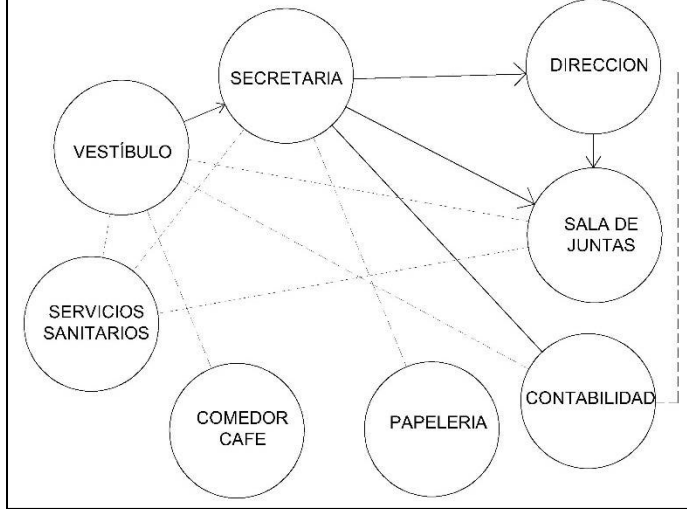 SECRETARIA
DIRECCION
VESTÍBULO
SALA DE
JUNTAS
SERVICIOS
SANITARIOS
COMEDOR
CAFE
PAPELERIA
CONTABILIDAD